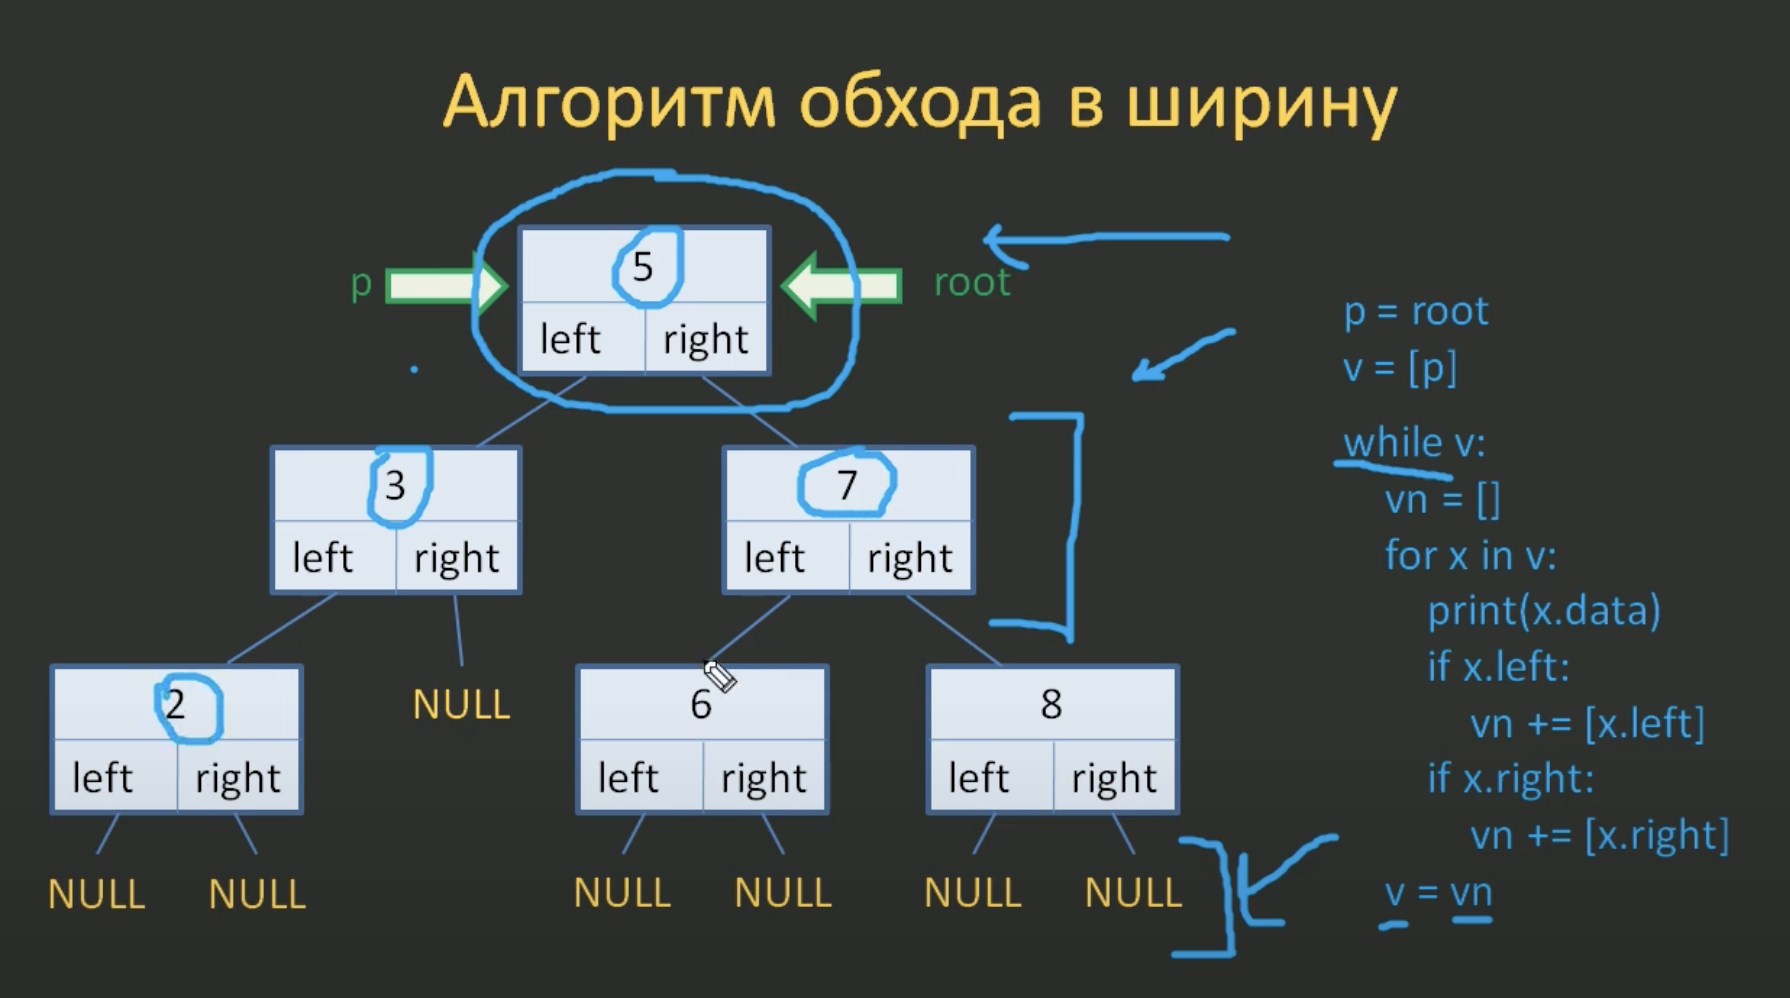 Алгоритм обхода в ширину
5
p
root
left right
3
7
left right
left right
2
NULL
6
8
left right
left right
left right
NULL NULL
NULL NULL
NULL NULL
p = root
v = [p]
while v:
vn = []
for x in v:
print(x.data)
if x.left:
vn += [x.left]
if x.right:
vn += [x.right]
v = vn